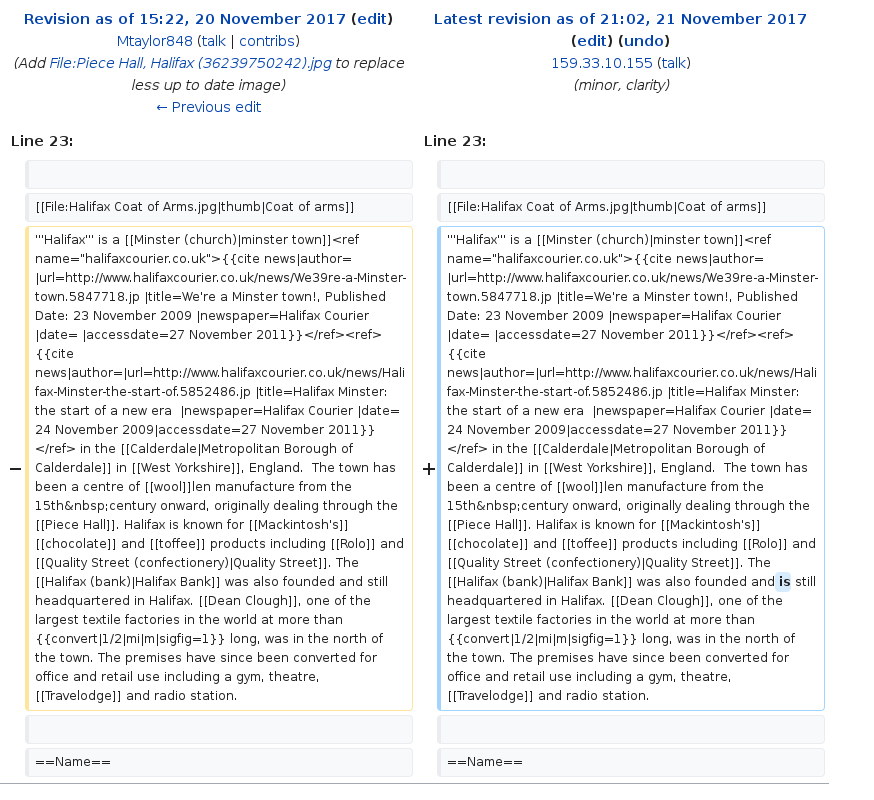 Revision as of 15:22, 20 November 2017 (edit)
Mtaylor848 (talk | contribs)
(Add File:Piece Hall, Halifax (36239750242).jpg to replace
less up to date image)
← Previous edit
Latest revision as of 21:02, 21 November 2017
(edit) (undo)
159.33.10.155 (talk)
(minor, clarity)
Line 23:
Line 23:
[[File:Halifax Coat of Arms.jpg|thumb|Coat of arms]]
[[File:Halifax Coat of Arms.jpg|thumb|Coat of arms]]
−
'''Halifax''' is a [[Minster (church)|minster town]]<ref
name="halifaxcourier.co.uk">{{cite news|author=
|url=http://www.halifaxcourier.co.uk/news/We39re-a-Minster-
town.5847718.jp |title=We're a Minster town!, Published
Date: 23 November 2009 |newspaper=Halifax Courier
|date= |accessdate=27 November 2011}}</ref><ref>
{{cite
news|author=|url=http://www.halifaxcourier.co.uk/news/Hali
fax-Minster-the-start-of.5852486.jp |title=Halifax Minster:
the start of a new era  |newspaper=Halifax Courier |date=
24 November 2009|accessdate=27 November 2011}}
</ref> in the [[Calderdale|Metropolitan Borough of
Calderdale]] in [[West Yorkshire]], England.  The town has
been a centre of [[wool]]len manufacture from the
15th&nbsp;century onward, originally dealing through the
[[Piece Hall]]. Halifax is known for [[Mackintosh's]]
[[chocolate]] and [[toffee]] products including [[Rolo]] and
[[Quality Street (confectionery)|Quality Street]]. The
[[Halifax (bank)|Halifax Bank]] was also founded and still
headquartered in Halifax. [[Dean Clough]], one of the
largest textile factories in the world at more than
{{convert|1/2|mi|m|sigfig=1}} long, was in the north of
the town. The premises have since been converted for
office and retail use including a gym, theatre,
[[Travelodge]] and radio station.
+
'''Halifax''' is a [[Minster (church)|minster town]]<ref
name="halifaxcourier.co.uk">{{cite news|author=
|url=http://www.halifaxcourier.co.uk/news/We39re-a-Minster-
town.5847718.jp |title=We're a Minster town!, Published
Date: 23 November 2009 |newspaper=Halifax Courier
|date= |accessdate=27 November 2011}}</ref><ref>
{{cite
news|author=|url=http://www.halifaxcourier.co.uk/news/Hali
fax-Minster-the-start-of.5852486.jp |title=Halifax Minster:
the start of a new era  |newspaper=Halifax Courier |date=
24 November 2009|accessdate=27 November 2011}}
</ref> in the [[Calderdale|Metropolitan Borough of
Calderdale]] in [[West Yorkshire]], England.  The town has
been a centre of [[wool]]len manufacture from the
15th&nbsp;century onward, originally dealing through the
[[Piece Hall]]. Halifax is known for [[Mackintosh's]]
[[chocolate]] and [[toffee]] products including [[Rolo]] and
[[Quality Street (confectionery)|Quality Street]]. The
[[Halifax (bank)|Halifax Bank]] was also founded and is still
headquartered in Halifax. [[Dean Clough]], one of the
largest textile factories in the world at more than
{{convert|1/2|mi|m|sigfig=1}} long, was in the north of
the town. The premises have since been converted for
office and retail use including a gym, theatre,
[[Travelodge]] and radio station.
==Name==
==Name==